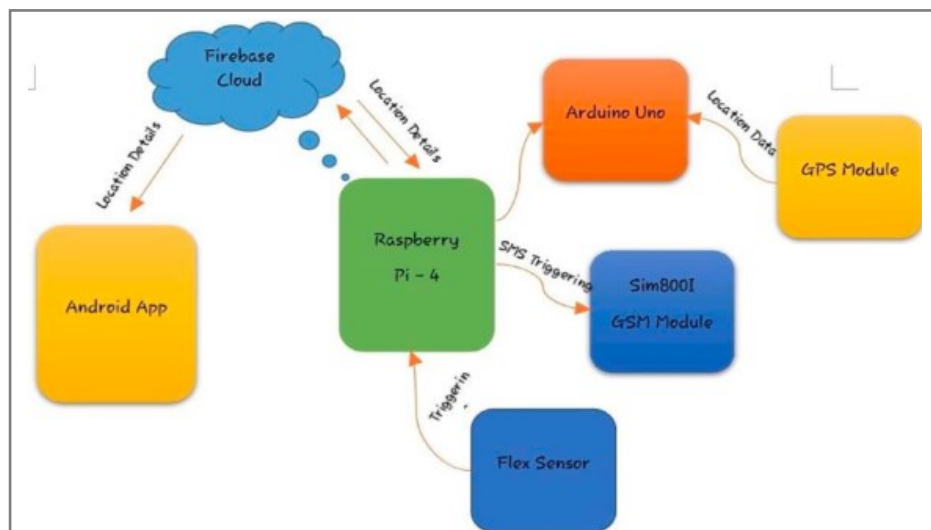 Firebase
Cloud
Location Details
Location Details
Arduino Uno
Location Data
GPS Module
Raspberry
Pi - 4
SMS Triggering
Sim800l
GSM Module
Android App
Triggerin
Flex Sensor